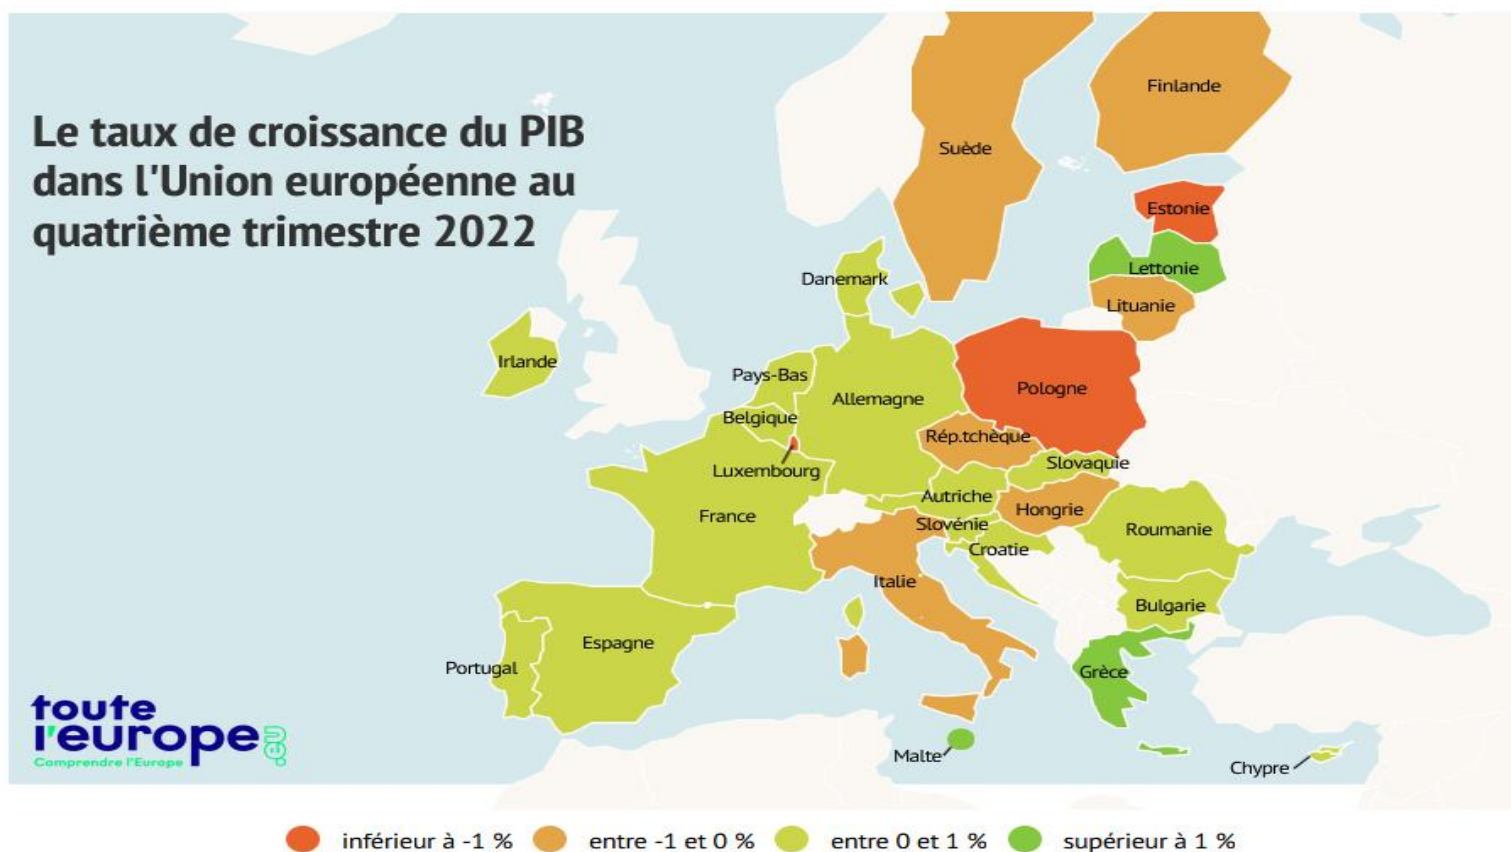 Le taux de croissance du PIB
dans l'Union européenne au
quatrième trimestre 2022
Finlande
Suède
Estonie
Lettonie
Lituanie
Danemark
Irlande
Pays-Bas
Allemagne
Pologne
Belgique
Rép.tchèque
Luxembourg
Slovaquie
Autriche
France
Hongrie
Slovénie
Roumanie
Croatie
Italie
Bulgarie
Espagne
Portugal
Grèce
Malte
Chypre
toute
l'europe.eu
Comprendre l'Europe
inférieur à -1 % entre -1 et 0 % entre 0 et 1 % supérieur à 1 %